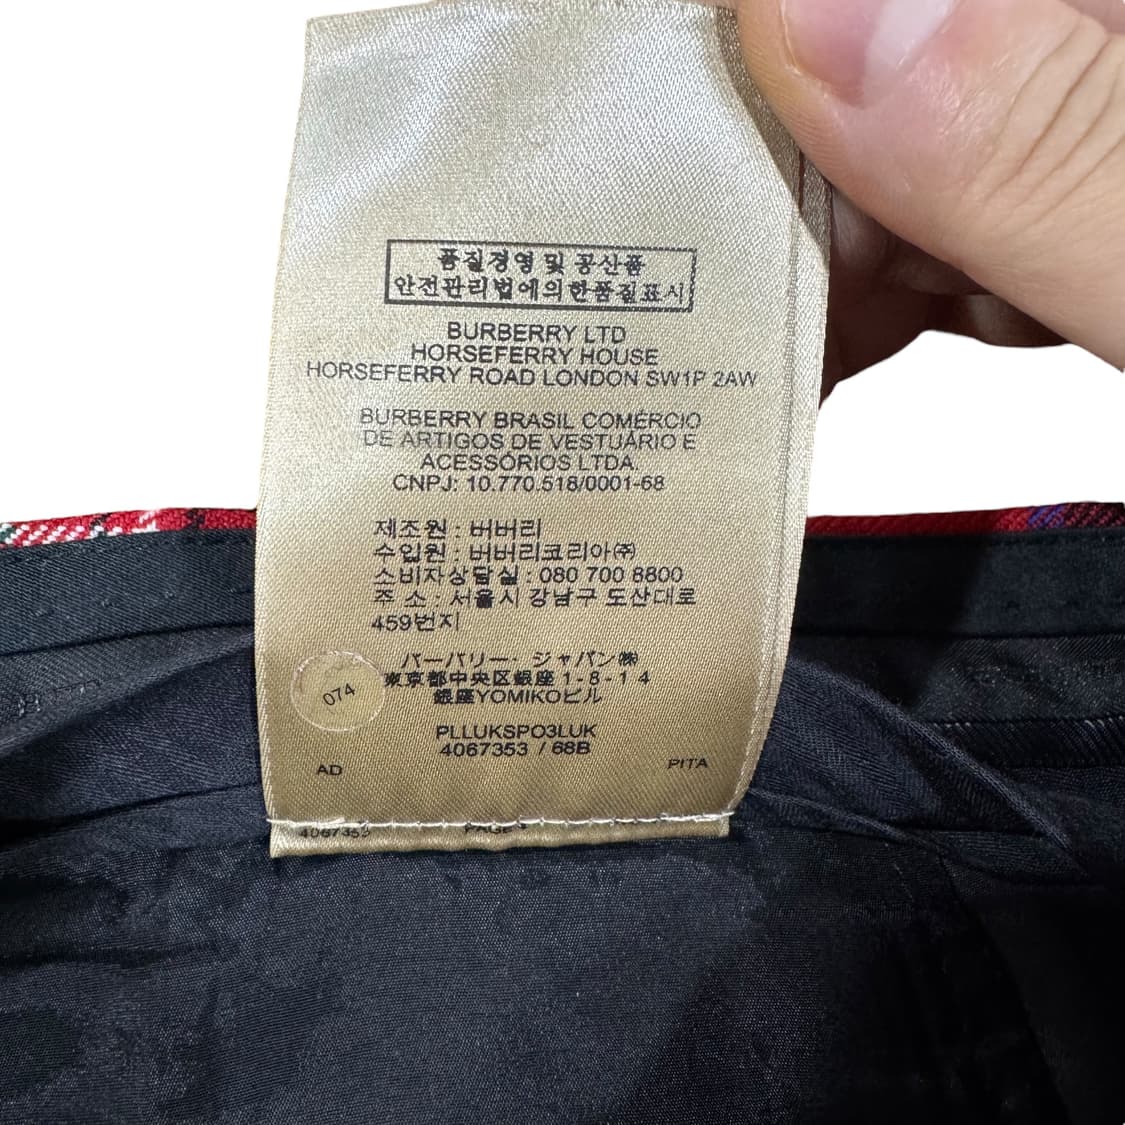 품질경영 및 공산품
안전관리법에의한품질표시
BURBERRY LTD
HORSEFERRY HOUSE
HORSEFERRY ROAD LONDON SW1P 2AW
BURBERRY BRASIL COMÉRCIO
DE ARTIGOS DE VESTUÁRIO E
ACESSÓRIOS LTDA.
CNPJ: 10.770.518/0001-68
제조원 : 버버리
수입원 : 버버리코리아㈜
소비자상담실 : 080 700 8800
주 소 : 서울시 강남구 도산대로
459번지
バーバリー・ジャパン㈱
東京都中央区銀座 1 - 8 - 1 4
銀座YOMIKOビル
074
PLLUKSPO3LUK
4067353 / 68B
AD
PITA
4067353
PAGE